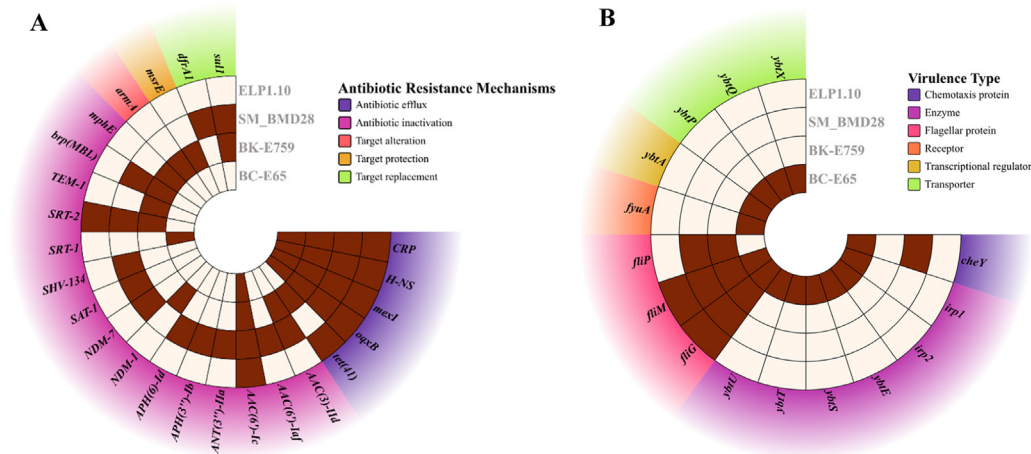 A
ELP1.10
SM_BMD28
BK-E759
BC-E65
sul1
dfrA1
msrE
armA
mphE
brp(MBL)
TEM-1
SRT-2
SRT-1
SHV-134
SAT-1
NDM-7
NDM-1
APH(6)-Id
APH(3'')-Ib
ANT(3'')-IIa
AAC(6')-Ic
AAC(6')-Iaf
AAC(3)-IId
tet(41)
oqxB
mexI
H-NS
CRP
Antibiotic Resistance Mechanisms
Antibiotic efflux
Antibiotic inactivation
Target alteration
Target protection
Target replacement
B
ELP1.10
SM_BMD28
BK-E759
BC-E65
ybtX
ybtQ
ybtP
ybtA
fyuA
fliP
fliM
fliG
ybtU
ybtT
ybtS
ybtE
irp2
irp1
cheY
Virulence Type
Chemotaxis protein
Enzyme
Flagellar protein
Receptor
Transcriptional regulator
Transporter